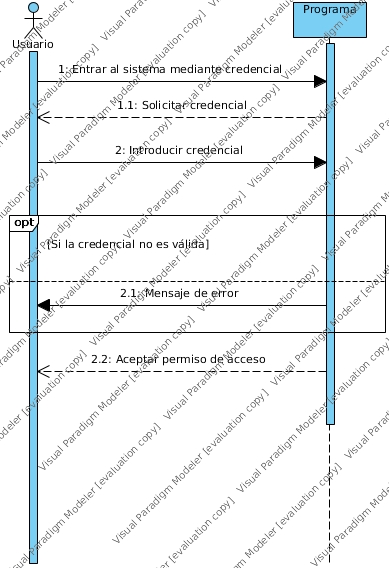 Programa
Usuario
1: Entrar al sistema mediante credencial
1.1: Solicitar credencial
2: Introducir credencial
opt
[Si la credencial no es válida]
2.1: Mensaje de error
2.2: Aceptar permiso de acceso
Visual Paradigm Modeler [evaluation copy]